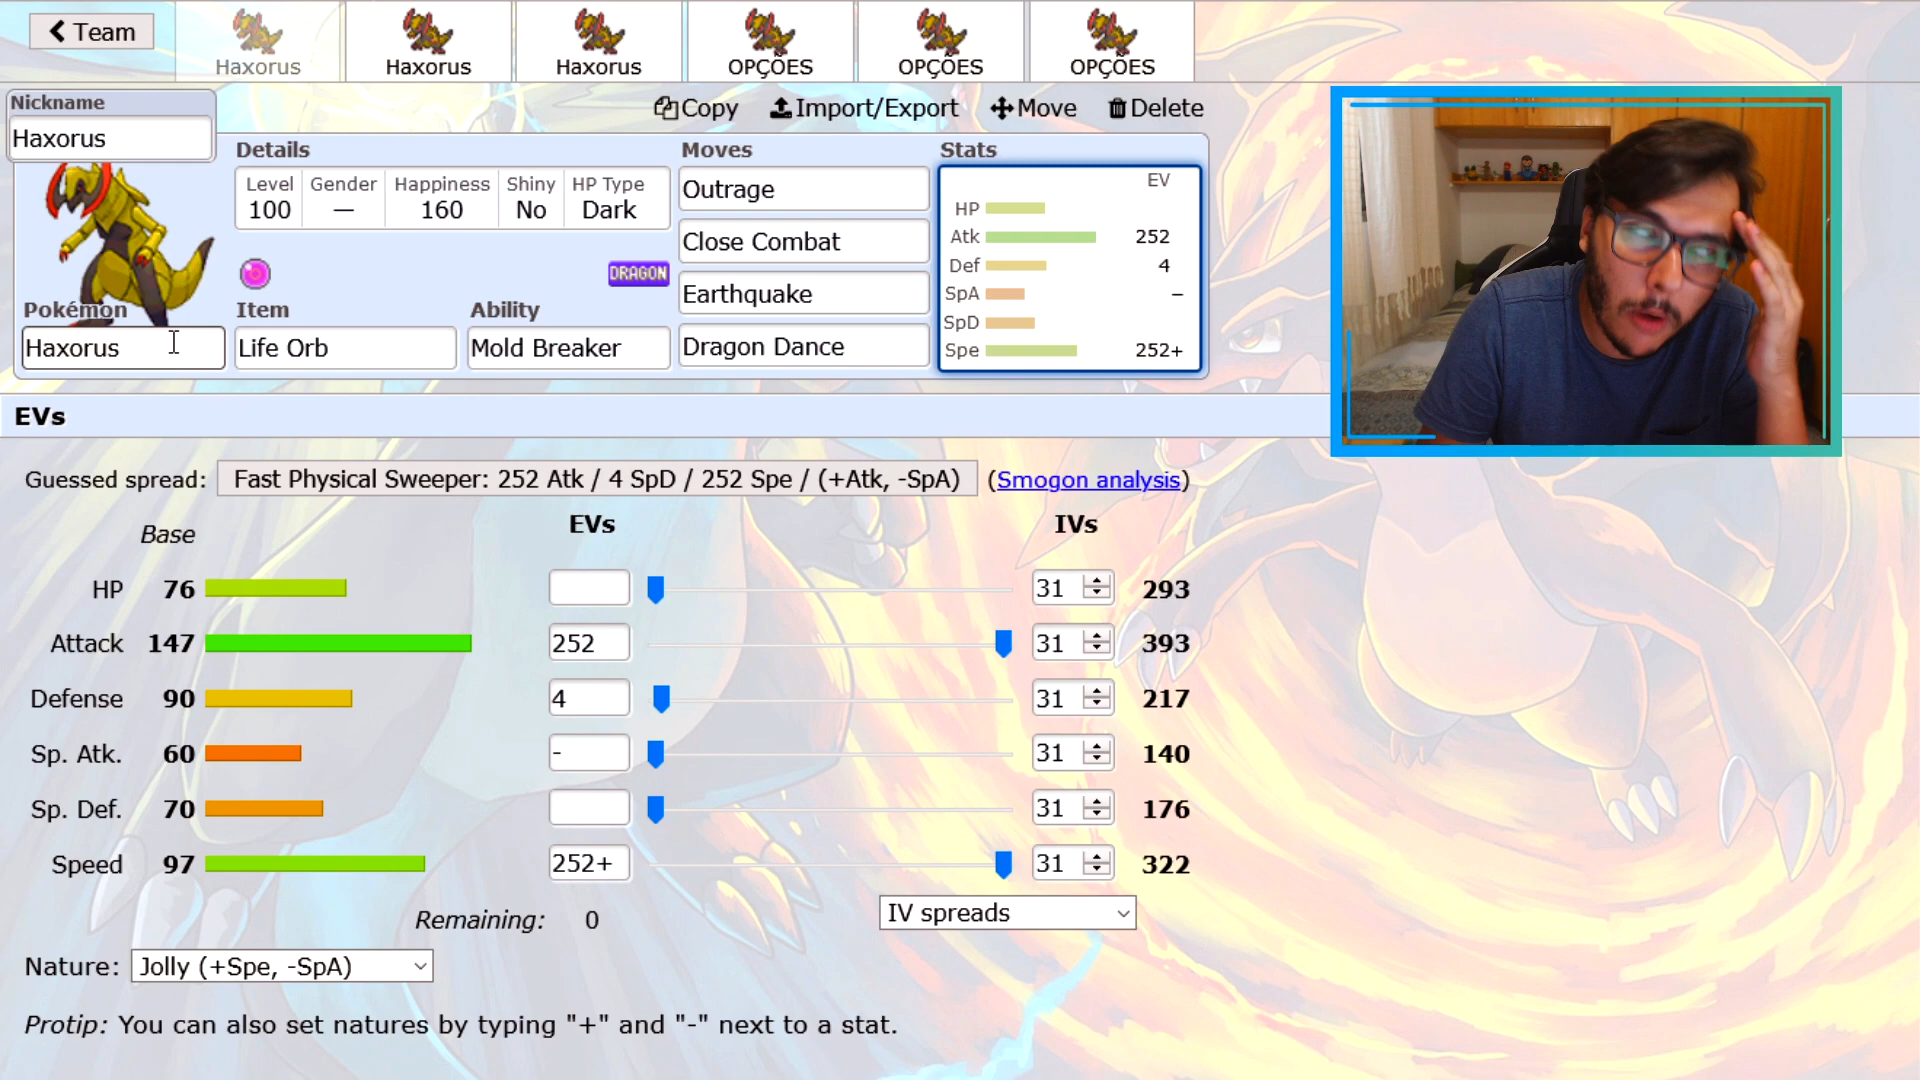 Team
Haxorus
Haxorus
Haxorus
OPÇÕES
OPÇÕES
OPÇÕES
Copy
Import/Export
Move
Delete
Nickname
Haxorus
Details
Level
100
Gender
—
Happiness
160
Shiny
No
HP Type
Dark
DRAGON
Pokémon
Haxorus
Item
Life Orb
Ability
Mold Breaker
Moves
Outrage
Close Combat
Earthquake
Dragon Dance
Stats
EV
HP
Atk 252
Def 4
SpA –
SpD
Spe 252+
EVs
Guessed spread: Fast Physical Sweeper: 252 Atk / 4 SpD / 252 Spe / (+Atk, -SpA) (Smogon analysis)
Base EVs IVs
HP 76 31 293
Attack 147 252 31 393
Defense 90 4 31 217
Sp. Atk. 60 - 31 140
Sp. Def. 70 31 176
Speed 97 252+ 31 322
Remaining: 0
IV spreads
Nature: Jolly (+Spe, -SpA)
Protip: You can also set natures by typing "+" and "-" next to a stat.